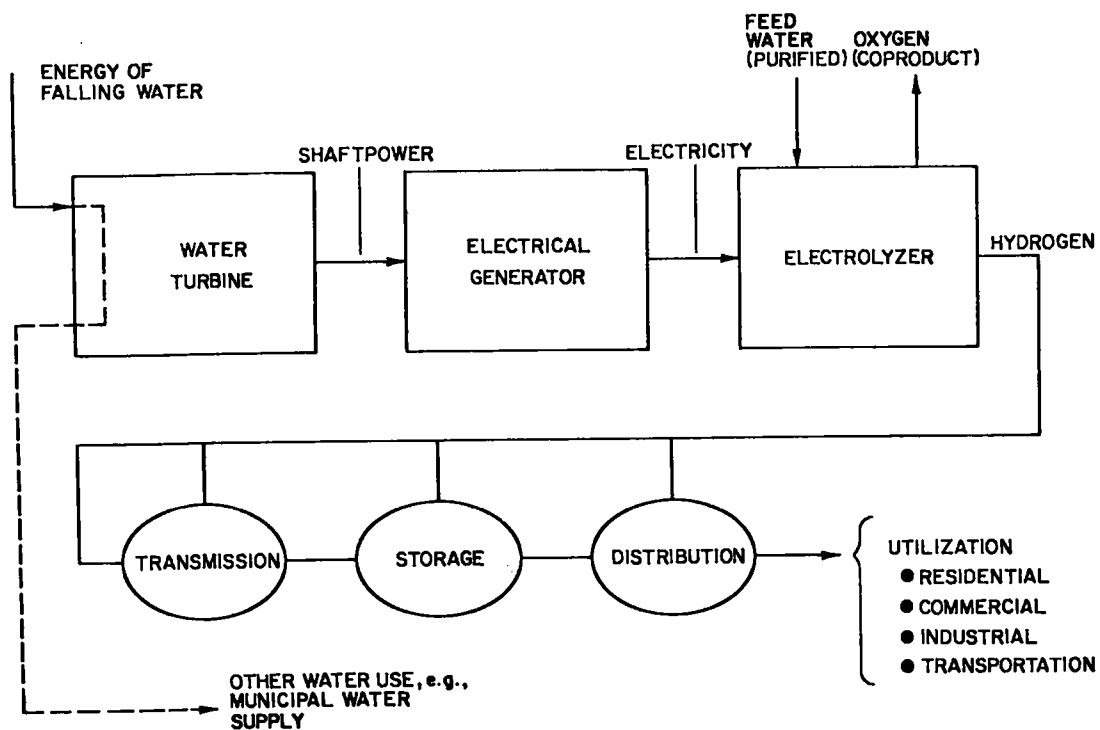 FEED
WATER
(PURIFIED)
OXYGEN
(COPRODUCT)
ENERGY OF
FALLING WATER
SHAFTPOWER
ELECTRICITY
WATER
TURBINE
ELECTRICAL
GENERATOR
ELECTROLYZER
HYDROGEN
TRANSMISSION
STORAGE
DISTRIBUTION
UTILIZATION
● RESIDENTIAL
● COMMERCIAL
● INDUSTRIAL
● TRANSPORTATION
OTHER WATER USE, e.g.,
MUNICIPAL WATER
SUPPLY